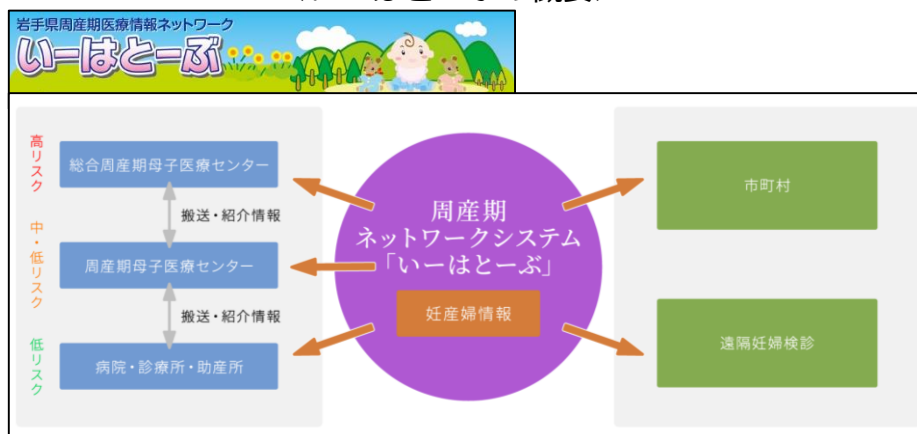 岩手県周産期医療情報ネットワーク
いーはとーぶ
高リスク
総合周産期母子医療センター
搬送・紹介情報
中・低リスク
周産期母子医療センター
搬送・紹介情報
低リスク
病院・診療所・助産所
周産期
ネットワークシステム
「いーはとーぶ」
妊産婦情報
市町村
遠隔妊婦検診